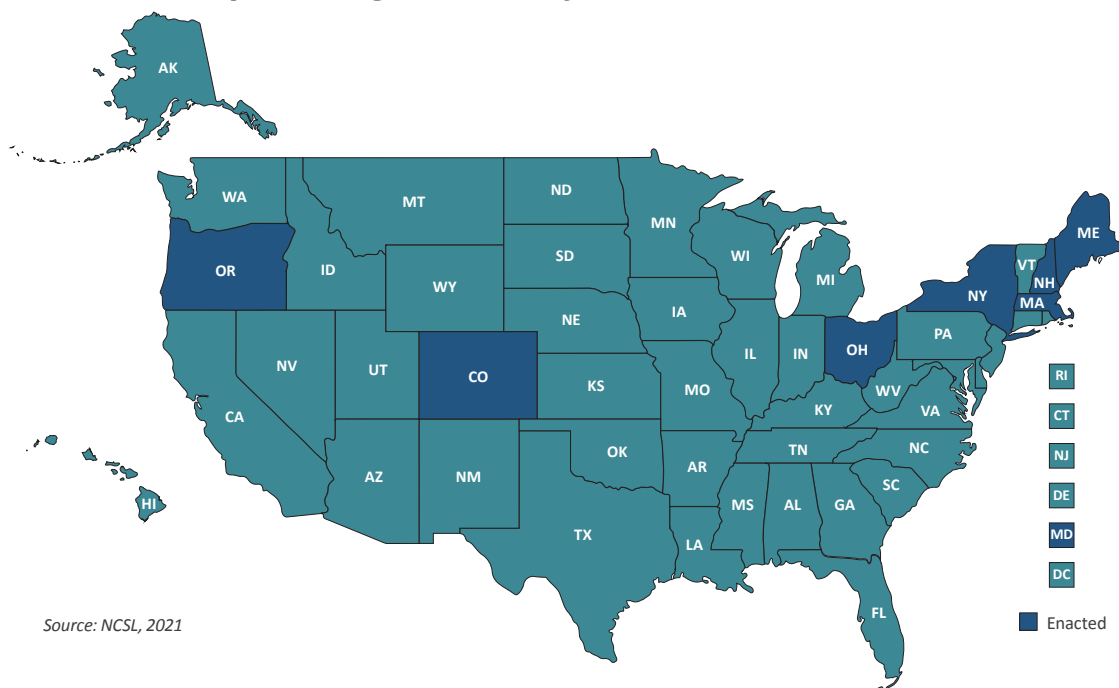 AK
WA
MT
ND
MN
ME
OR
ID
SD
WI
VT
NH
WY
MI
NY
MA
NE
IA
PA
NV
UT
CO
KS
IL
IN
OH
MO
WV
CA
KY
VA
RI
CT
NJ
DE
MD
DC
AZ
NM
OK
AR
TN
NC
SC
HI
TX
LA
MS
AL
GA
FL
Source: NCSL, 2021
Enacted